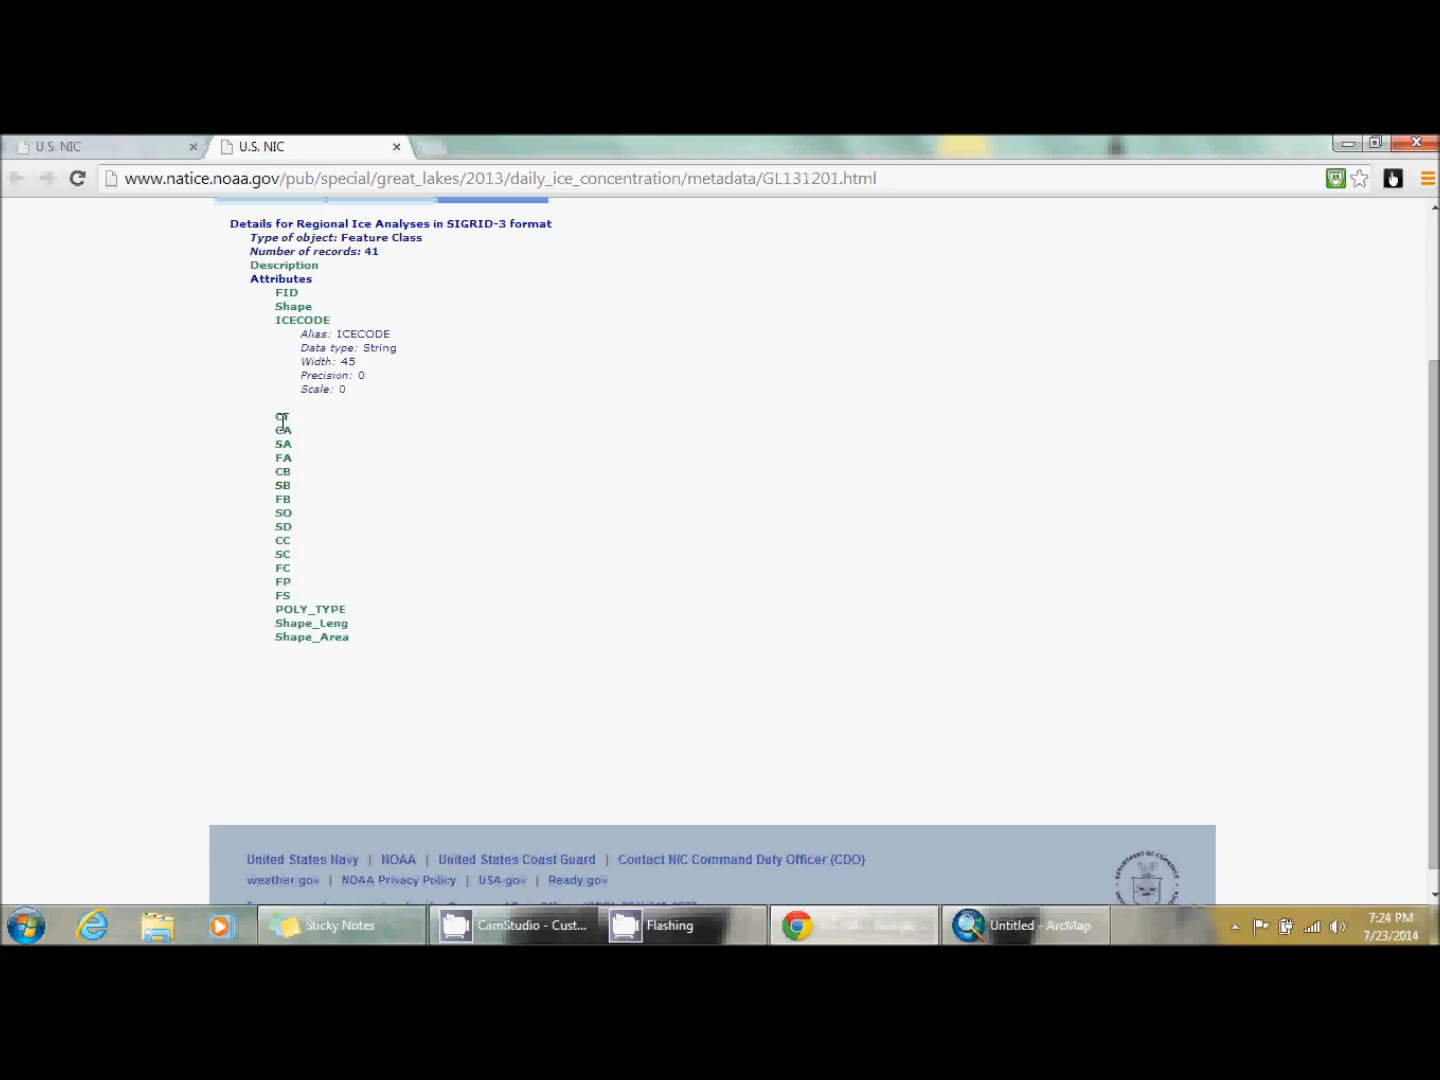 U.S. NIC
U.S. NIC
www.natice.noaa.gov/pub/special/great_lakes/2013/daily_ice_concentration/metadata/GL131201.html
Details for Regional Ice Analyses in SIGRID-3 format
Type of object: Feature Class
Number of records: 41
Description
Attributes
FID
Shape
ICECODE
Alias: ICECODE
Data type: String
Width: 45
Precision: 0
Scale: 0
CT
CA
SA
FA
CB
SB
FB
SO
SD
CC
SC
FC
FP
FS
POLY_TYPE
Shape_Leng
Shape_Area
United States Navy | NOAA | United States Coast Guard | Contact NIC Command Duty Officer (CDO)
weather gov | NOAA Privacy Policy | USA gov | Ready gov
Sticky Notes
CamStudio - Cust...
Flashing
Untitled - ArcMap
7:24 PM
7/23/2014